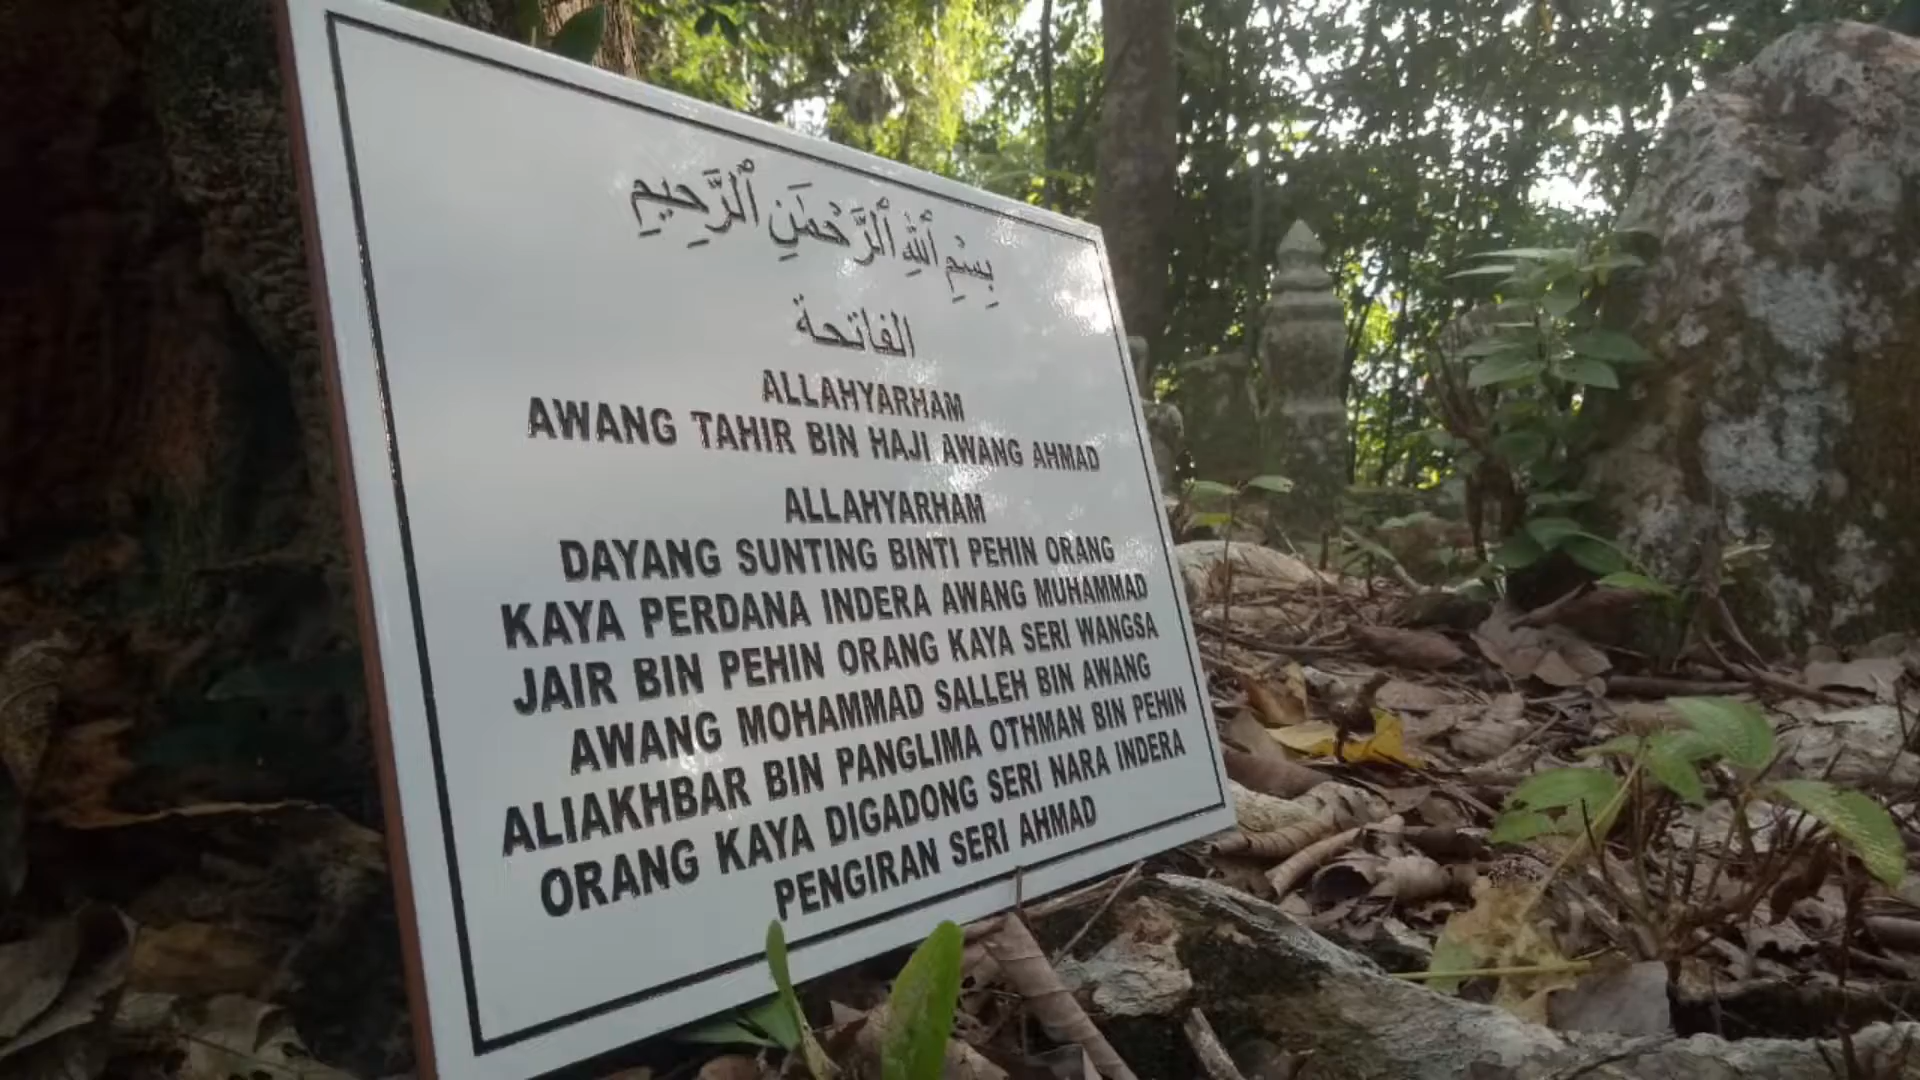 بِسْمِ ٱللَّهِ ٱلرَّحْمَٰنِ ٱلرَّحِيمِ
الفاتحة
ALLAHYARHAM
AWANG TAHIR BIN HAJI AWANG AHMAD
ALLAHYARHAM
DAYANG SUNTING BINTI PEHIN ORANG
KAYA PERDANA INDERA AWANG MUHAMMAD
JAIR BIN PEHIN ORANG KAYA SERI WANGSA
AWANG MOHAMMAD SALLEH BIN AWANG
ALIAKHBAR BIN PANGLIMA OTHMAN BIN PEHIN
ORANG KAYA DIGADONG SERI NARA INDERA
PENGIRAN SERI AHMAD